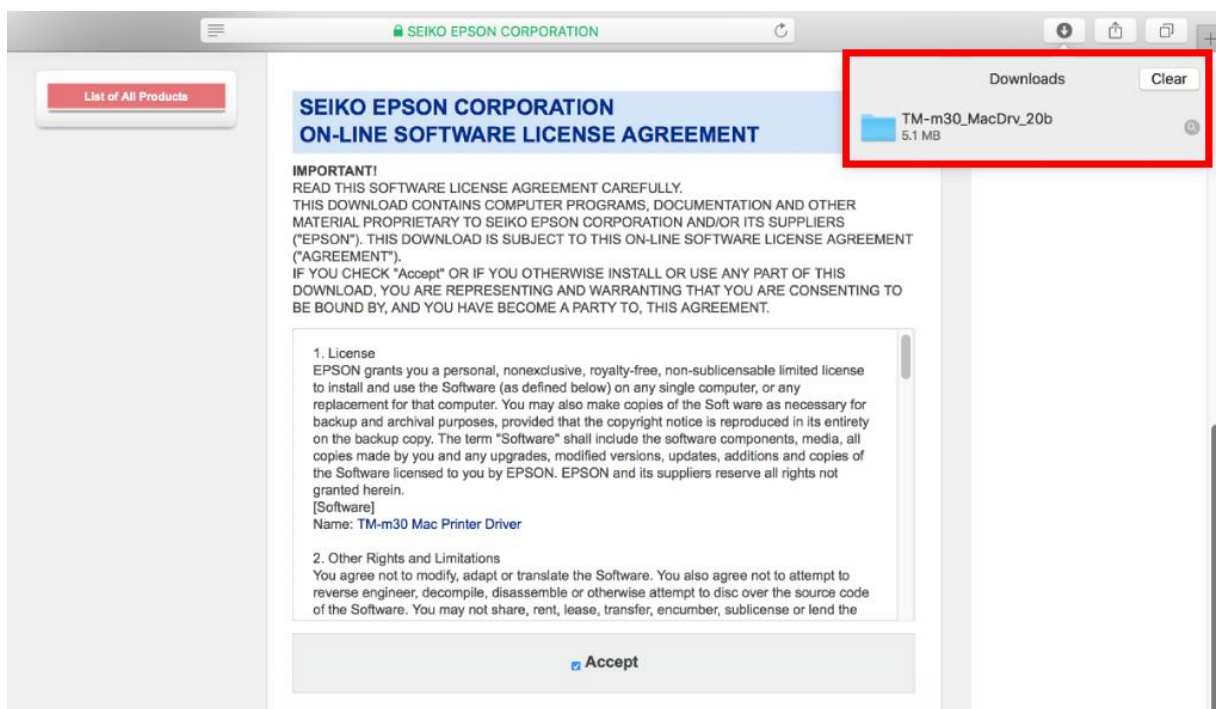 SEIKO EPSON CORPORATION
Downloads
Clear
TM-m30_MacDrv_20b
5.1 MB
List of All Products
SEIKO EPSON CORPORATION
ON-LINE SOFTWARE LICENSE AGREEMENT
IMPORTANT!
READ THIS SOFTWARE LICENSE AGREEMENT CAREFULLY.
THIS DOWNLOAD CONTAINS COMPUTER PROGRAMS, DOCUMENTATION AND OTHER
MATERIAL PROPRIETARY TO SEIKO EPSON CORPORATION AND/OR ITS SUPPLIERS
("EPSON"). THIS DOWNLOAD IS SUBJECT TO THIS ON-LINE SOFTWARE LICENSE AGREEMENT
("AGREEMENT").
IF YOU CHECK "Accept" OR IF YOU OTHERWISE INSTALL OR USE ANY PART OF THIS
DOWNLOAD, YOU ARE REPRESENTING AND WARRANTING THAT YOU ARE CONSENTING TO
BE BOUND BY, AND YOU HAVE BECOME A PARTY TO, THIS AGREEMENT.
1. License
EPSON grants you a personal, nonexclusive, royalty-free, non-sublicensable limited license
to install and use the Software (as defined below) on any single computer, or any
replacement for that computer. You may also make copies of the Soft ware as necessary for
backup and archival purposes, provided that the copyright notice is reproduced in its entirety
on the backup copy. The term "Software" shall include the software components, media, all
copies made by you and any upgrades, modified versions, updates, additions and copies of
the Software licensed to you by EPSON. EPSON and its suppliers reserve all rights not
granted herein.
[Software]
Name: TM-m30 Mac Printer Driver
2. Other Rights and Limitations
You agree not to modify, adapt or translate the Software. You also agree not to attempt to
reverse engineer, decompile, disassemble or otherwise attempt to disc over the source code
of the Software. You may not share, rent, lease, transfer, encumber, sublicense or lend the
Accept